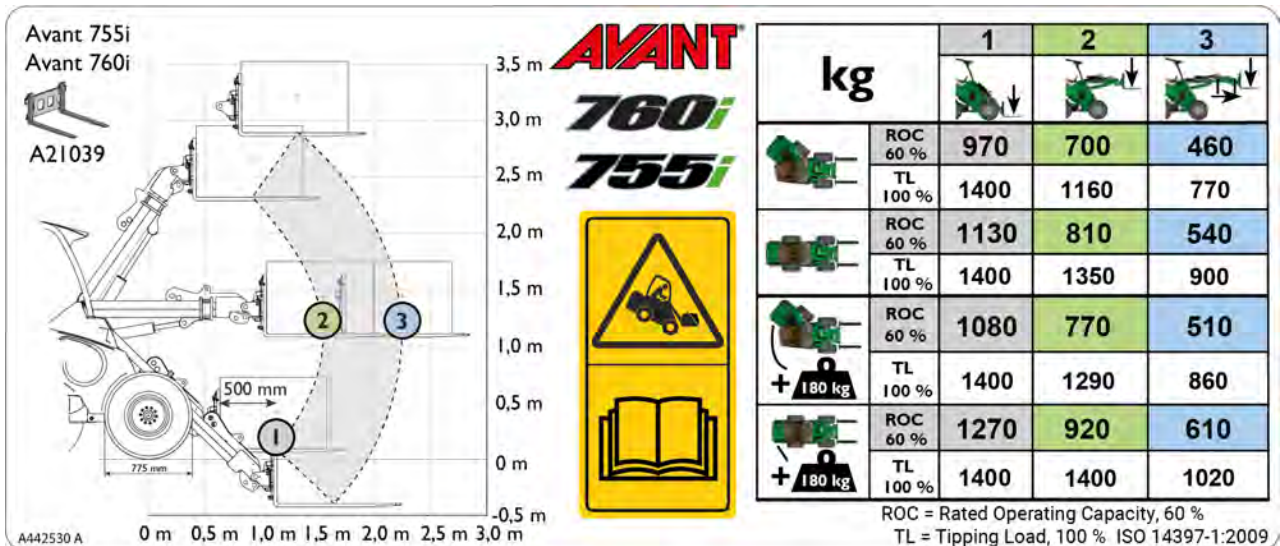 Avant 755i
Avant 760i
A21039
3,5 m
3,0 m
2,5 m
2,0 m
1,5 m
1,0 m
0,5 m
0 m
-0,5 m
2
3
500 mm
1
775 mm
0 m 0,5 m 1,0 m 1,5 m 2,0 m 2,5 m 3,0 m
A442530 A
AVANT®
760i
755i
kg 1 2 3
ROC 60 % 970 700 460
TL 100 % 1400 1160 770
ROC 60 % 1130 810 540
TL 100 % 1400 1350 900
ROC 60 % 1080 770 510
+ 180 kg TL 100 % 1400 1290 860
ROC 60 % 1270 920 610
+ 180 kg TL 100 % 1400 1400 1020
ROC = Rated Operating Capacity, 60 %
TL = Tipping Load, 100 % ISO 14397-1:2009